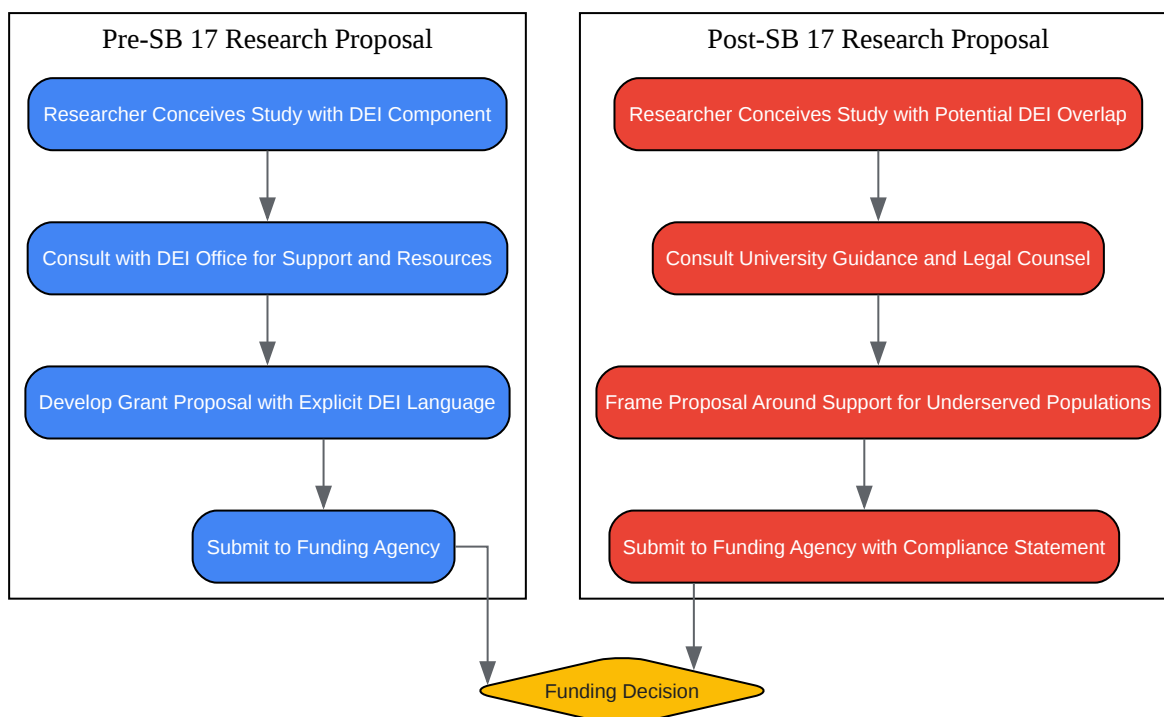 Pre-SB 17 Research Proposal
Researcher Conceives Study with DEI Component
Consult with DEI Office for Support and Resources
Develop Grant Proposal with Explicit DEI Language
Submit to Funding Agency
Post-SB 17 Research Proposal
Researcher Conceives Study with Potential DEI Overlap
Consult University Guidance and Legal Counsel
Frame Proposal Around Support for Underserved Populations
Submit to Funding Agency with Compliance Statement
Funding Decision